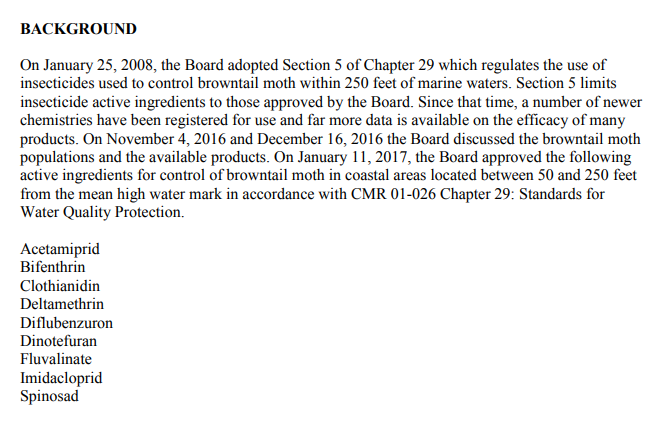 BACKGROUND
On January 25, 2008, the Board adopted Section 5 of Chapter 29 which regulates the use of
insecticides used to control browntail moth within 250 feet of marine waters. Section 5 limits
insecticide active ingredients to those approved by the Board. Since that time, a number of newer
chemistries have been registered for use and far more data is available on the efficacy of many
products. On November 4, 2016 and December 16, 2016 the Board discussed the browntail moth
populations and the available products. On January 11, 2017, the Board approved the following
active ingredients for control of browntail moth in coastal areas located between 50 and 250 feet
from the mean high water mark in accordance with CMR 01-026 Chapter 29: Standards for
Water Quality Protection.
Acetamiprid
Bifenthrin
Clothianidin
Deltamethrin
Diflubenzuron
Dinotefuran
Fluvalinate
Imidacloprid
Spinosad